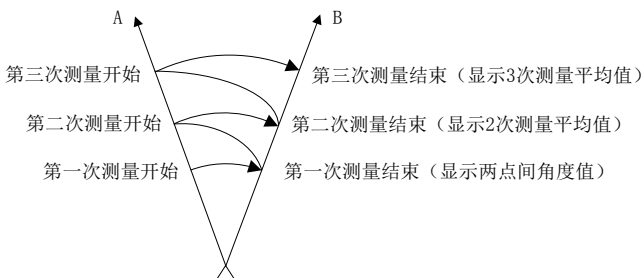 A B
第三次测量开始 第三次测量结束（显示3次测量平均值）
第二次测量开始 第二次测量结束（显示2次测量平均值）
第一次测量开始 第一次测量结束（显示两点间角度值）